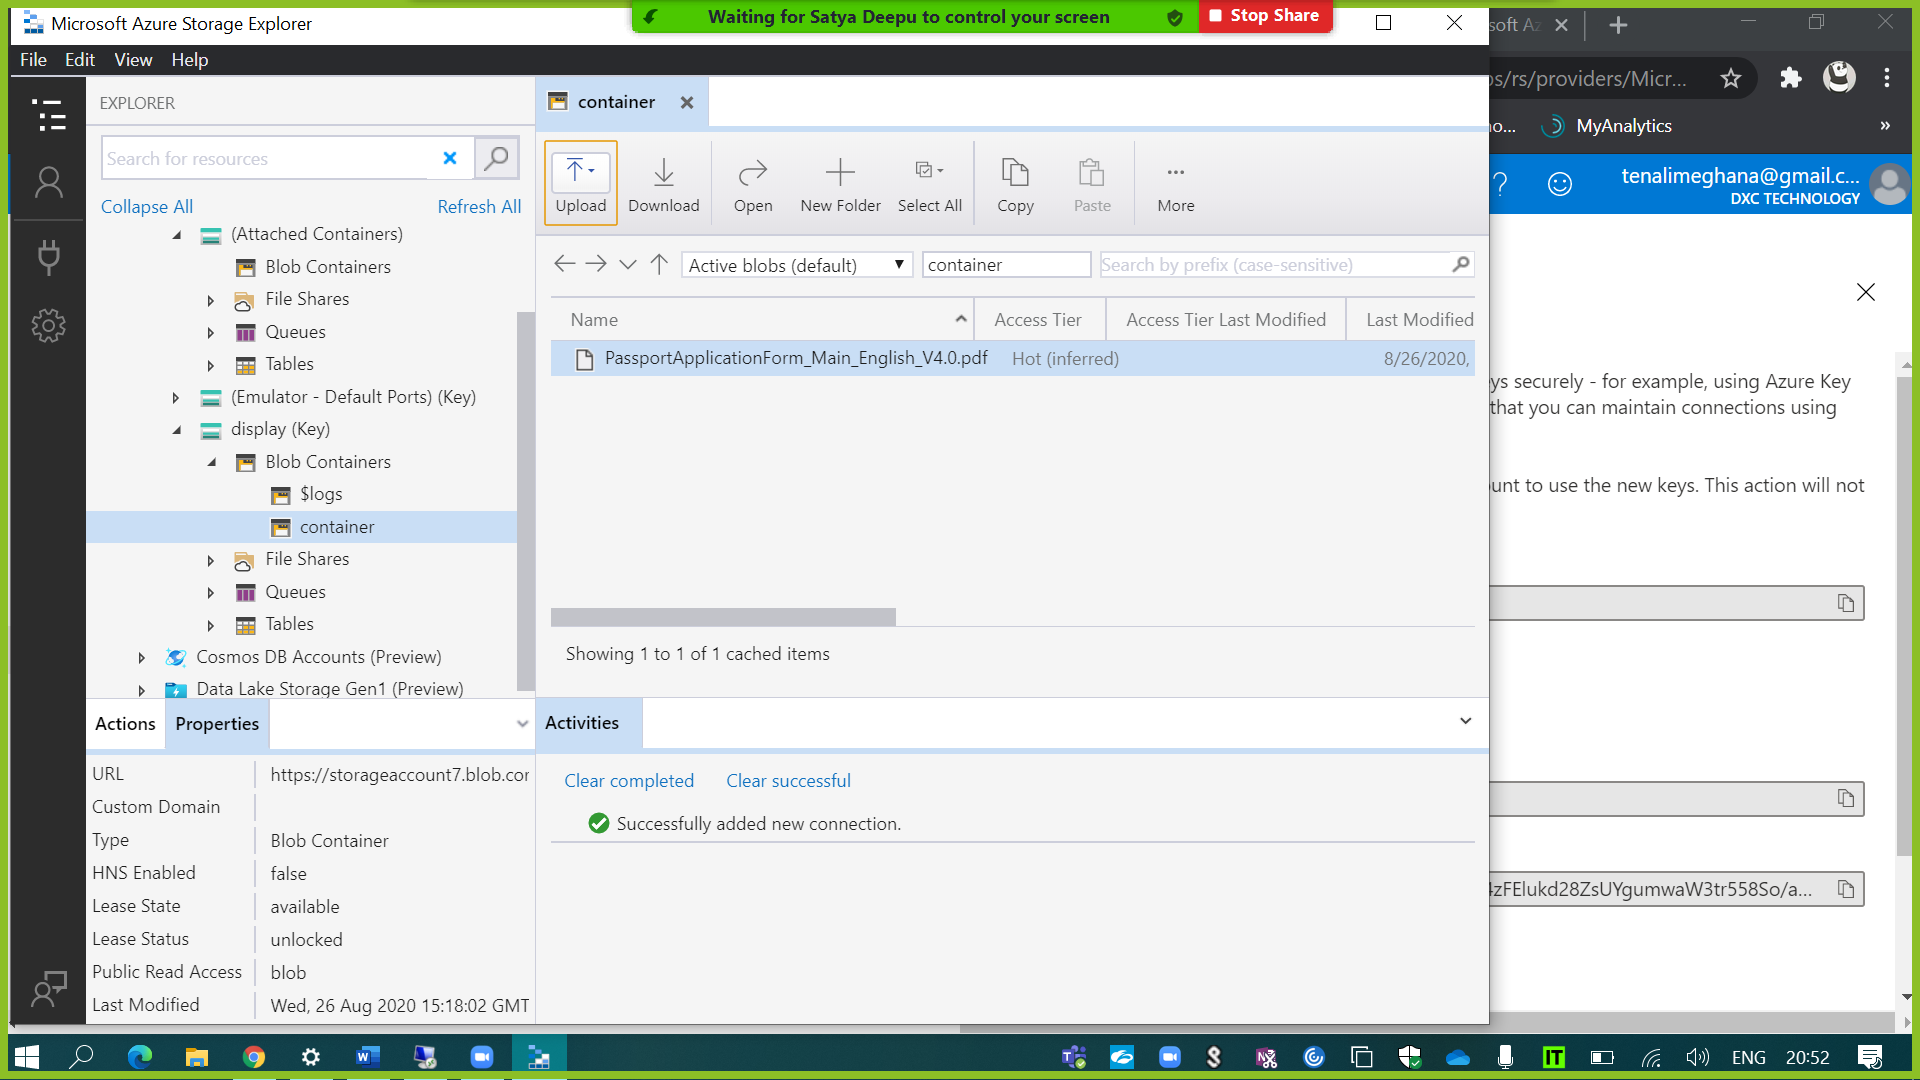 Microsoft Azure Storage Explorer
Waiting for Satya Deepu to control your screen
Stop Share
File Edit View Help
EXPLORER
Search for resources
Collapse All
Refresh All
(Attached Containers)
Blob Containers
File Shares
Queues
Tables
(Emulator - Default Ports) (Key)
display (Key)
Blob Containers
$logs
container
File Shares
Queues
Tables
Cosmos DB Accounts (Preview)
Data Lake Storage Gen1 (Preview)
Actions
Properties
URL https://storageaccount7.blob.cor
Custom Domain
Type Blob Container
HNS Enabled false
Lease State available
Lease Status unlocked
Public Read Access blob
Last Modified Wed, 26 Aug 2020 15:18:02 GMT
container
Upload
Download
Open
New Folder
Select All
Copy
Paste
More
Active blobs (default)
container
Search by prefix (case-sensitive)
Name
Access Tier
Access Tier Last Modified
Last Modified
PassportApplicationForm_Main_English_V4.0.pdf
Hot (inferred)
8/26/2020,
Showing 1 to 1 of 1 cached items
Activities
Clear completed
Clear successful
Successfully added new connection.
soft Az
os/rs/providers/Micr...
no...
MyAnalytics
»
tenalimeghana@gmail.c...
DXC TECHNOLOGY
ys securely - for example, using Azure Key
that you can maintain connections using
unt to use the new keys. This action will not
4zFElukd28ZsUYgumwaW3tr558So/a...
ENG
20:52